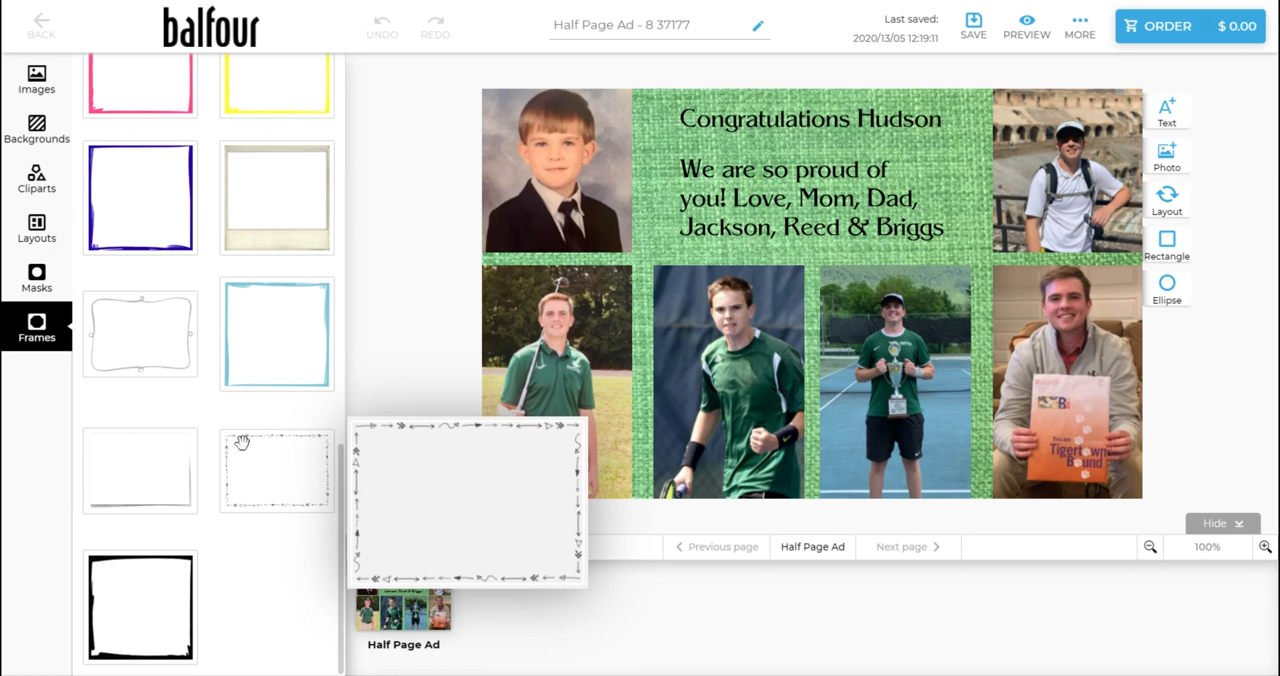 BACK
balfour
UNDO
REDO
Half Page Ad - 8 37177
Last saved:
2020/13/05 12:19:11
SAVE
PREVIEW
MORE
ORDER $ 0.00
Images
Backgrounds
Cliparts
Layouts
Masks
Frames
Congratulations Hudson
We are so proud of
you! Love, Mom, Dad,
Jackson, Reed & Briggs
Tigertown
Bound
Text
Photo
Layout
Rectangle
Ellipse
Hide
Previous page
Half Page Ad
Next page
100%
Half Page Ad